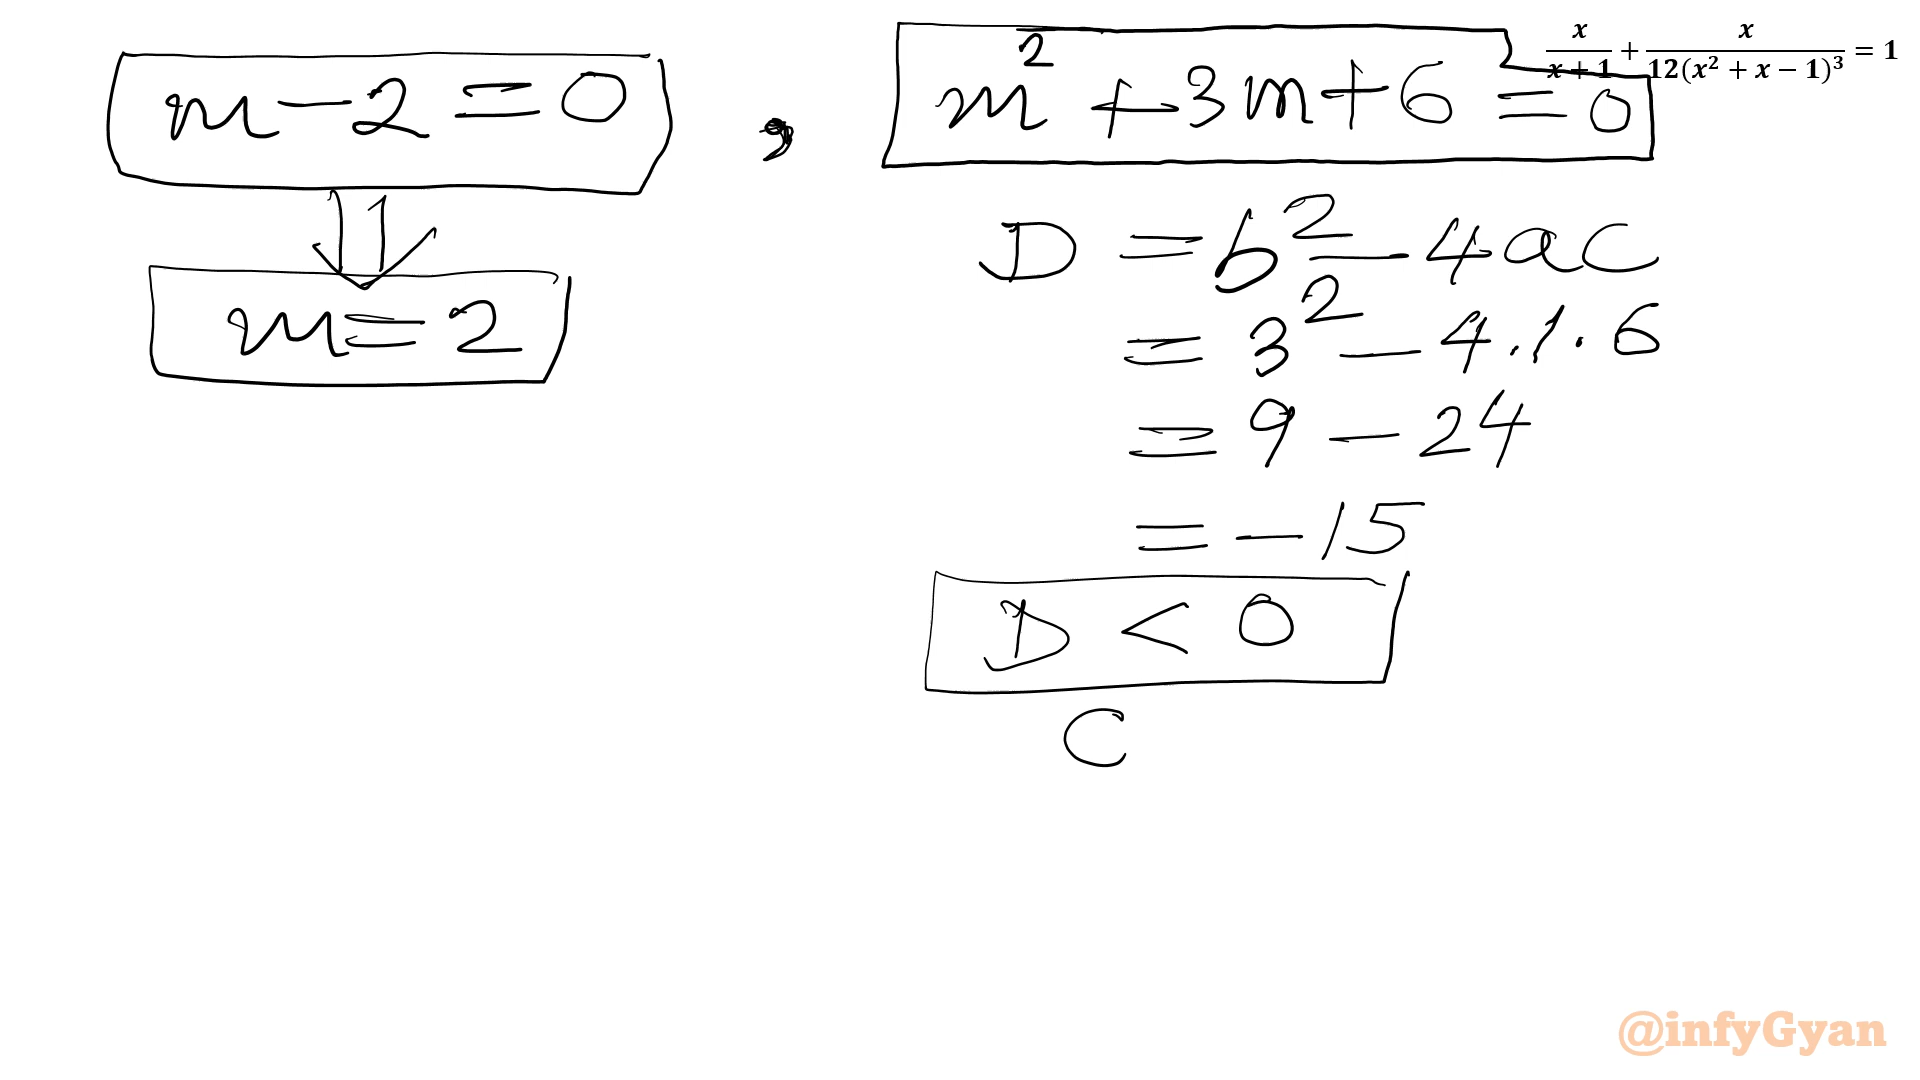 m - 2 = 0 , m² + 3m + 6 = 0
x/(x + 1) + x/(12(x² + x − 1)³) = 1
m = 2
D = b² - 4ac
= 3² - 4.1.6
= 9 - 24
= -15
D < 0
C
@infyGyan